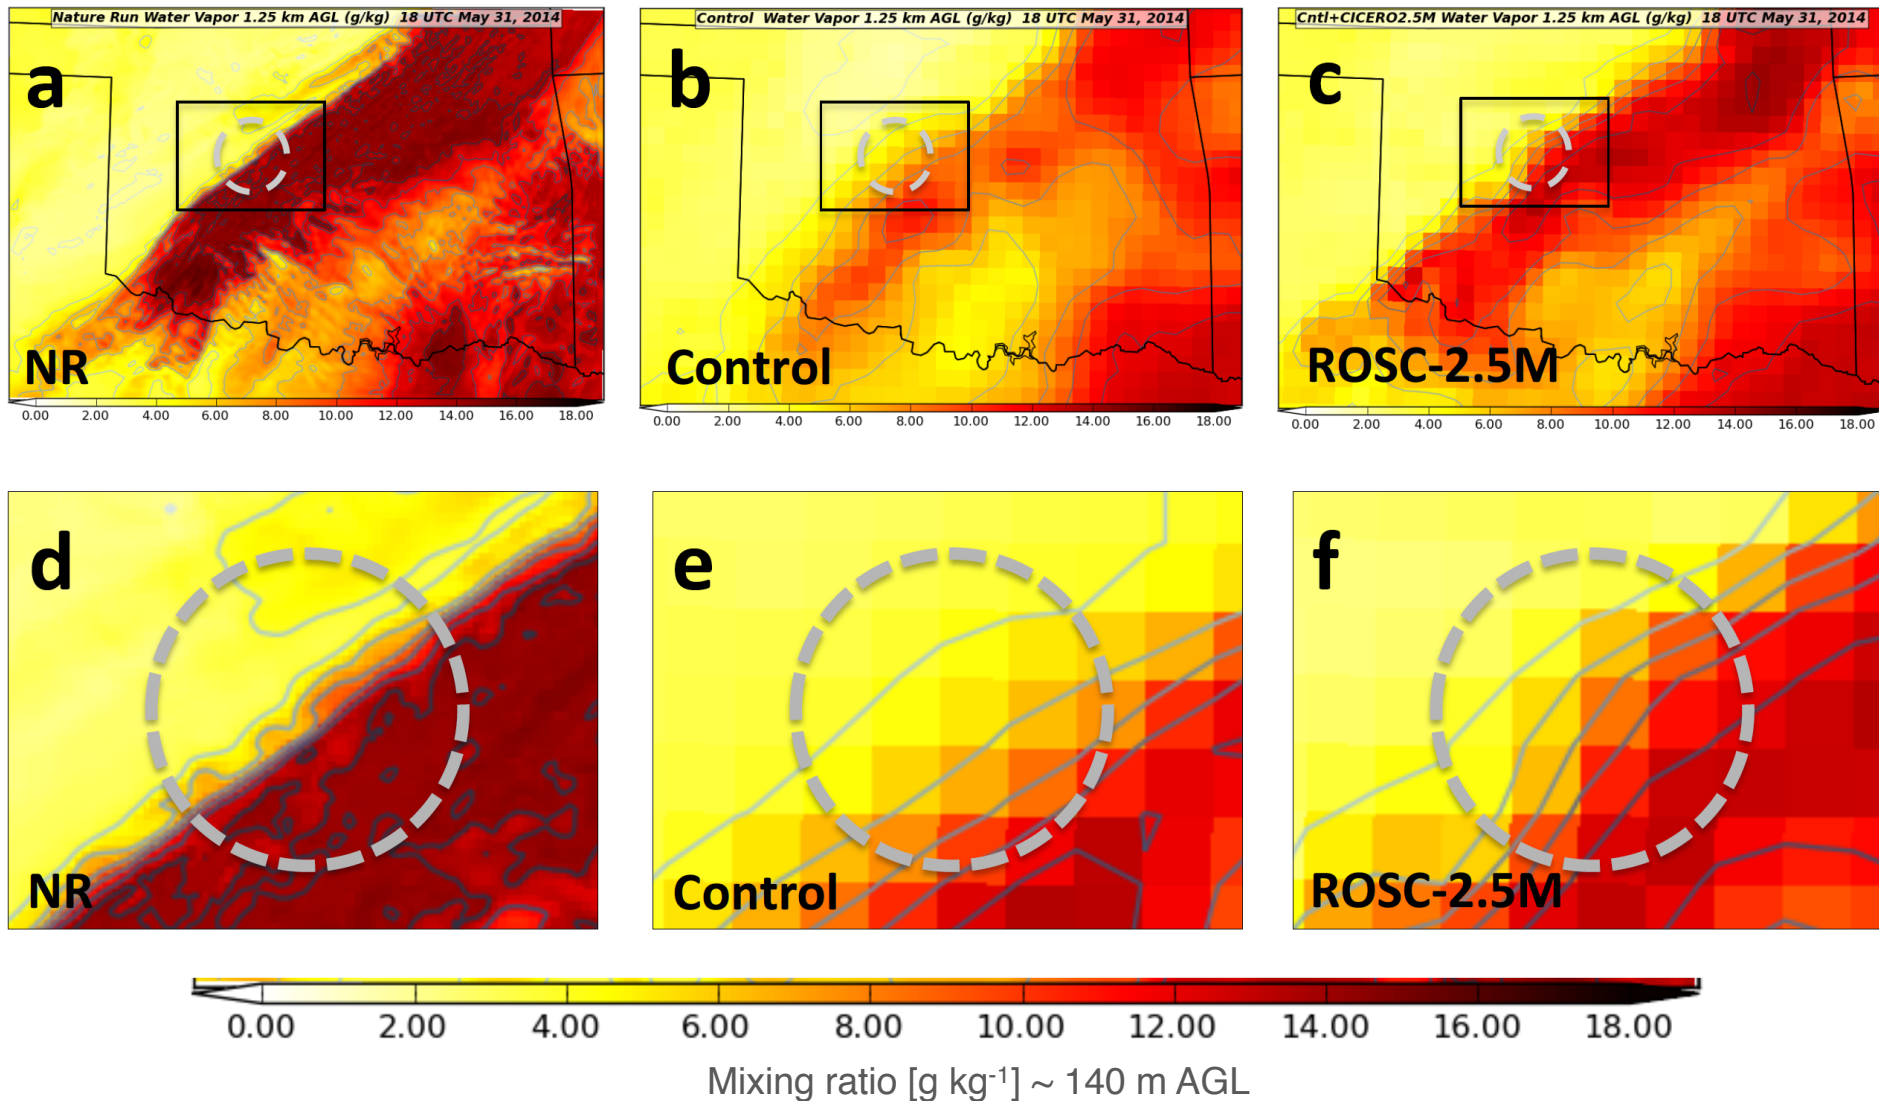 Nature Run Water Vapor 1.25 km AGL (g/kg)  18 UTC May 31, 2014
a
NR
0.00 2.00 4.00 6.00 8.00 10.00 12.00 14.00 16.00 18.00
Control  Water Vapor 1.25 km AGL (g/kg)  18 UTC May 31, 2014
b
Control
0.00 2.00 4.00 6.00 8.00 10.00 12.00 14.00 16.00 18.00
Cntl+CICERO2.5M Water Vapor 1.25 km AGL (g/kg)  18 UTC May 31, 2014
c
ROSC-2.5M
0.00 2.00 4.00 6.00 8.00 10.00 12.00 14.00 16.00 18.00
d
NR
e
Control
f
ROSC-2.5M
0.00 2.00 4.00 6.00 8.00 10.00 12.00 14.00 16.00 18.00
Mixing ratio [g kg⁻¹] ~ 140 m AGL